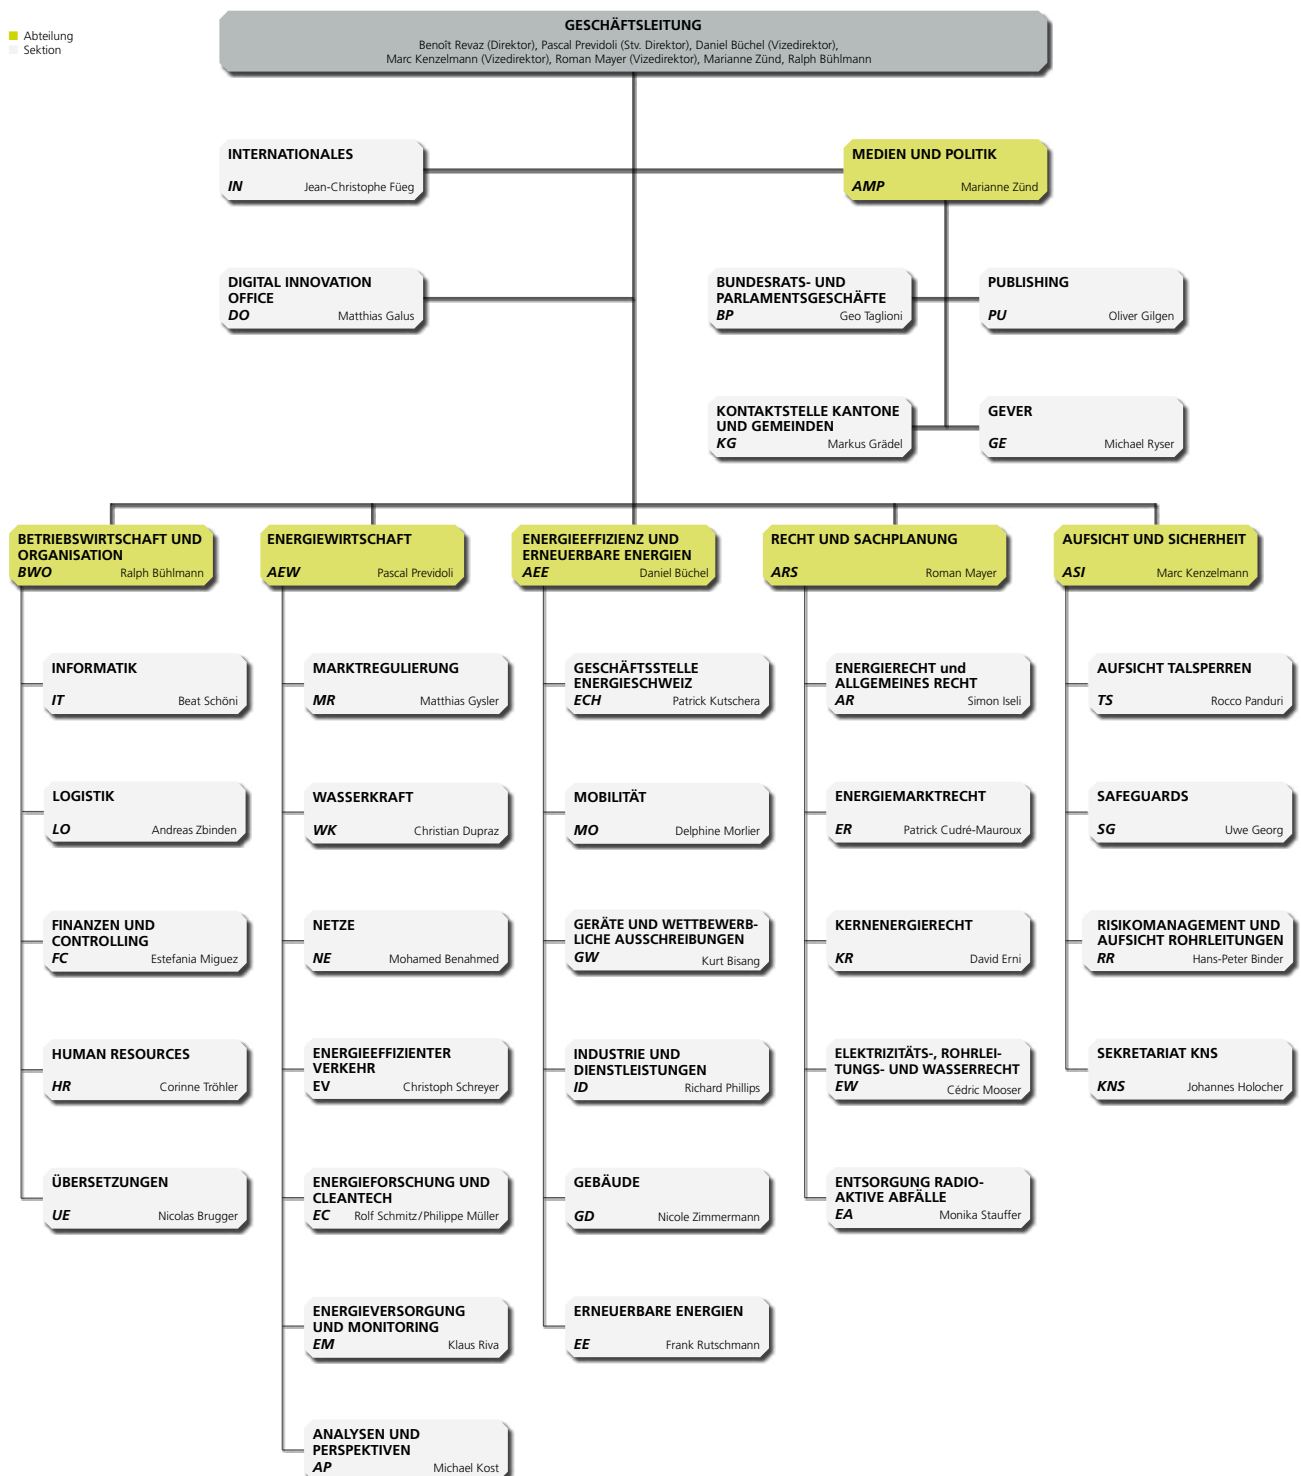 Abteilung
Sektion
GESCHÄFTSLEITUNG
Benoît Revaz (Direktor), Pascal Previdoli (Stv. Direktor), Daniel Büchel (Vizedirektor),
Marc Kenzelmann (Vizedirektor), Roman Mayer (Vizedirektor), Marianne Zünd, Ralph Bühlmann
INTERNATIONALES
IN Jean-Christophe Füeg
MEDIEN UND POLITIK
AMP Marianne Zünd
DIGITAL INNOVATION
OFFICE
DO Matthias Galus
BUNDESRATS- UND
PARLAMENTSGESCHÄFTE
BP Geo Taglioni
PUBLISHING
PU Oliver Gilgen
KONTAKTSTELLE KANTONE
UND GEMEINDEN
KG Markus Grädel
GEVER
GE Michael Ryser
BETRIEBSWIRTSCHAFT UND
ORGANISATION
BWO Ralph Bühlmann
INFORMATIK
IT Beat Schöni
LOGISTIK
LO Andreas Zbinden
FINANZEN UND
CONTROLLING
FC Estefania Miguez
HUMAN RESOURCES
HR Corinne Tröhler
ÜBERSETZUNGEN
UE Nicolas Brugger
ENERGIEWIRTSCHAFT
AEW Pascal Previdoli
MARKTREGULIERUNG
MR Matthias Gysler
WASSERKRAFT
WK Christian Dupraz
NETZE
NE Mohamed Benahmed
ENERGIEEFFIZIENTER
VERKEHR
EV Christoph Schreyer
ENERGIEFORSCHUNG UND
CLEANTECH
EC Rolf Schmitz/Philippe Müller
ENERGIEVERSORGUNG
UND MONITORING
EM Klaus Riva
ANALYSEN UND
PERSPEKTIVEN
AP Michael Kost
ENERGIEEFFIZIENZ UND
ERNEUERBARE ENERGIEN
AEE Daniel Büchel
GESCHÄFTSSTELLE
ENERGIESCHWEIZ
ECH Patrick Kutschera
MOBILITÄT
MO Delphine Morlier
GERÄTE UND WETTBEWERB-
LICHE AUSSCHREIBUNGEN
GW Kurt Bisang
INDUSTRIE UND
DIENSTLEISTUNGEN
ID Richard Phillips
GEBÄUDE
GD Nicole Zimmermann
ERNEUERBARE ENERGIEN
EE Frank Rutschmann
RECHT UND SACHPLANUNG
ARS Roman Mayer
ENERGIERECHT und
ALLGEMEINES RECHT
AR Simon Iseli
ENERGIEMARKTRECHT
ER Patrick Cudré-Mauroux
KERNENERGIERECHT
KR David Erni
ELEKTRIZITÄTS-, ROHRLEI-
TUNGS- UND WASSERRECHT
EW Cédric Mooser
ENTSORGUNG RADIO-
AKTIVE ABFÄLLE
EA Monika Stauffer
AUFSICHT UND SICHERHEIT
ASI Marc Kenzelmann
AUFSICHT TALSPERREN
TS Rocco Panduri
SAFEGUARDS
SG Uwe Georg
RISIKOMANAGEMENT UND
AUFSICHT ROHRLEITUNGEN
RR Hans-Peter Binder
SEKRETARIAT KNS
KNS Johannes Holocher